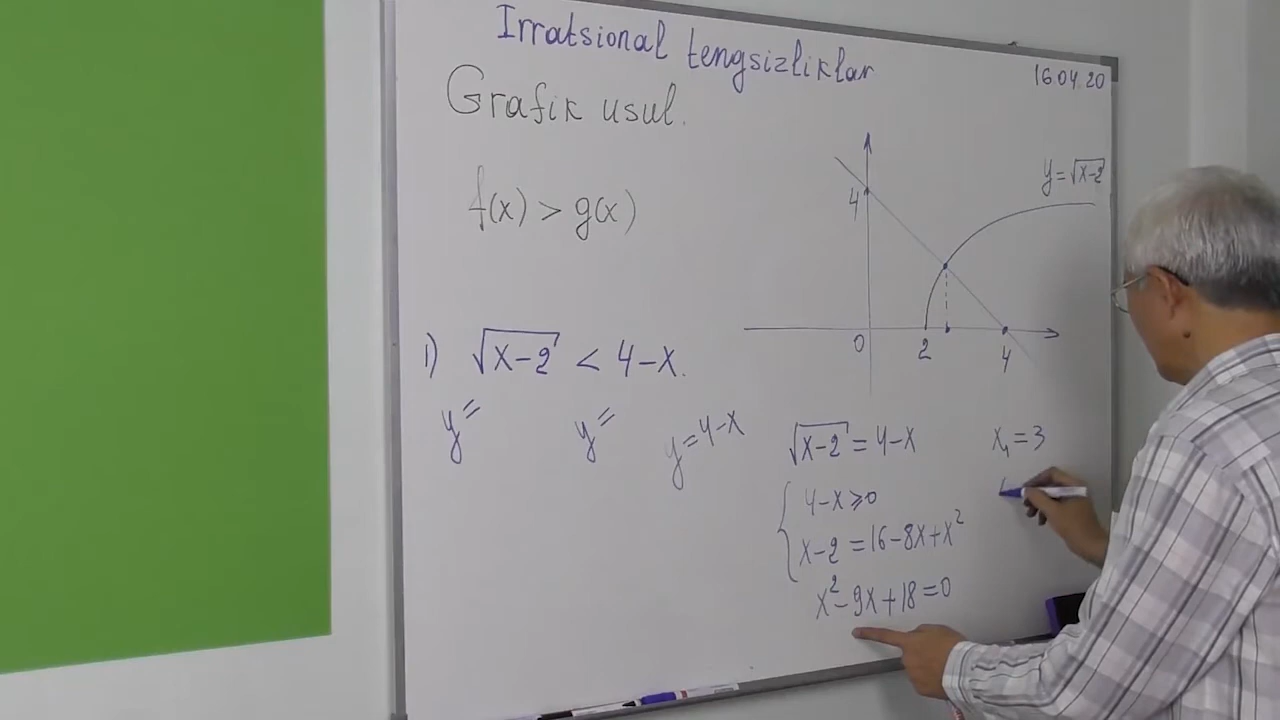 Irratsional tengsizliklar
16.04.20
Grafik usul.
f(x) > g(x)
4
y=√x-2
0
2
4
1) √x-2 < 4-x.
y=
y=
y=4-x
√x-2 = 4-x
4-x≥0
x-2 =16-8x+x²
x²-9x+18=0
x₁=3